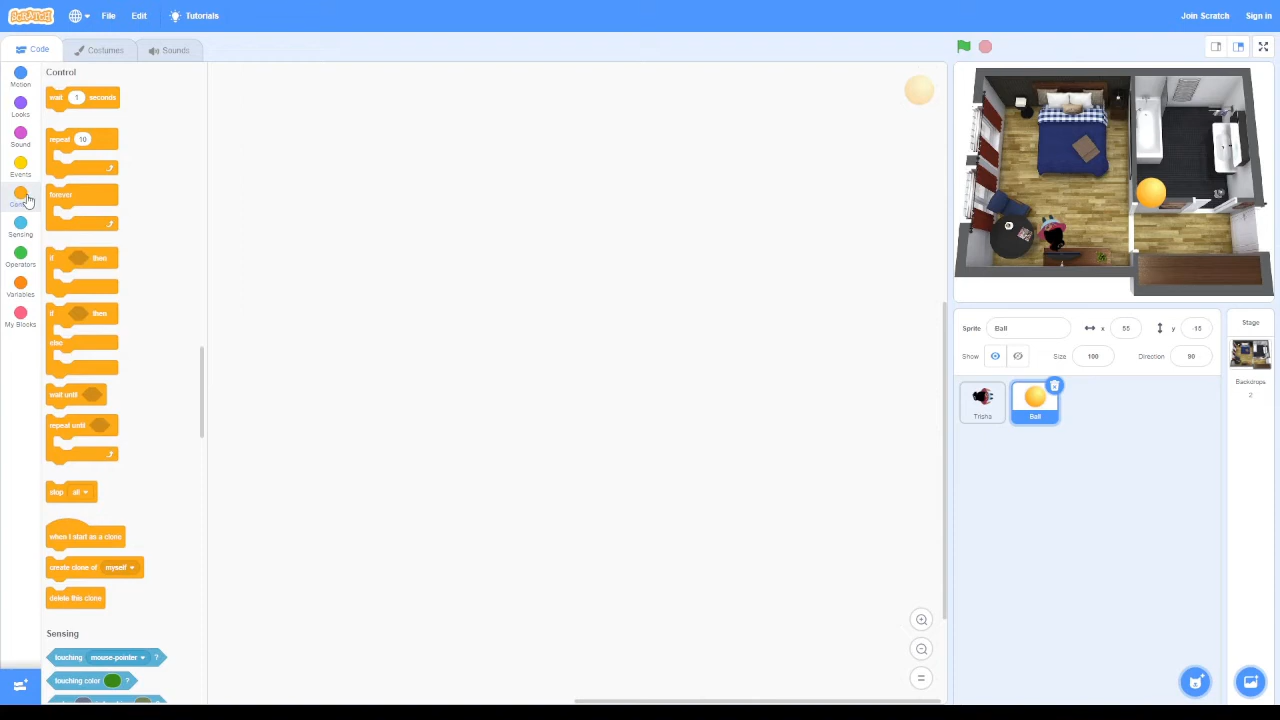 SCRATCH File Edit Tutorials Join Scratch Sign in
Code Costumes Sounds
Motion
Looks
Sound
Events
Sensing
Operators
Variables
My Blocks
Control
wait 1 seconds
repeat 10
forever
if then
if then
else
wait until
repeat until
stop all
when I start as a clone
create clone of myself
delete this clone
Sensing
touching mouse-pointer ?
touching color ?
Sprite Ball x 55 y -15
Show Size 100 Direction 90
Trisha
Ball
Stage
Backdrops
2